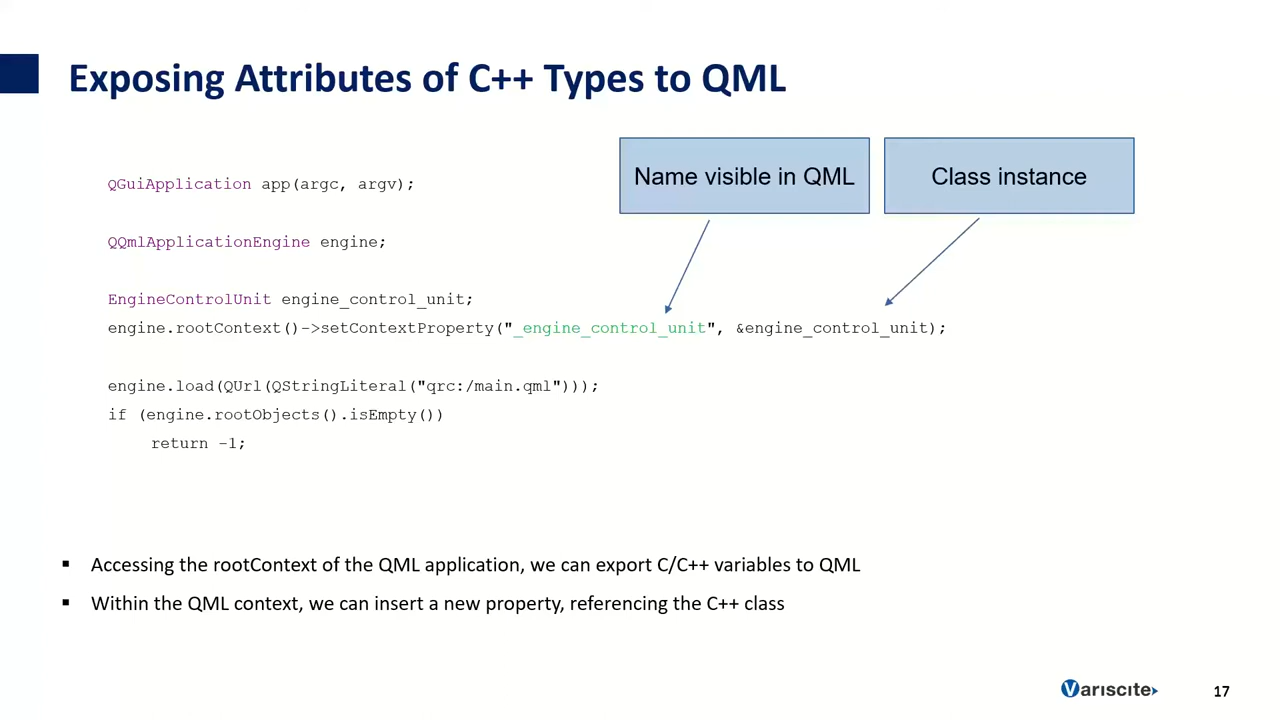 Exposing Attributes of C++ Types to QML
Name visible in QML
Class instance
QGuiApplication app(argc, argv);
QQmlApplicationEngine engine;
EngineControlUnit engine_control_unit;
engine.rootContext()->setContextProperty("_engine_control_unit", &engine_control_unit);
engine.load(QUrl(QStringLiteral("qrc:/main.qml")));
if (engine.rootObjects().isEmpty())
return -1;
▪ Accessing the rootContext of the QML application, we can export C/C++ variables to QML
▪ Within the QML context, we can insert a new property, referencing the C++ class
Variscite
17